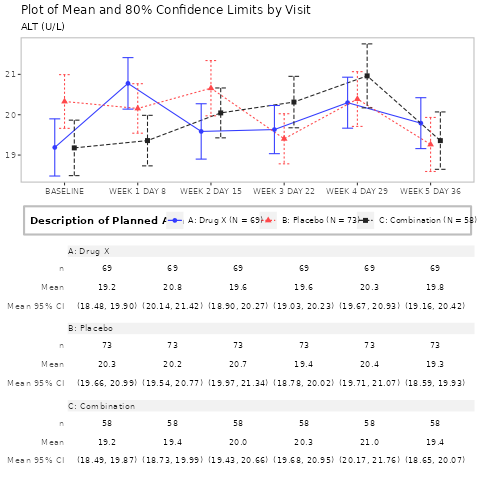 Plot of Mean and 80% Confidence Limits by Visit
ALT (U/L)
21
20
19
BASELINE WEEK 1 DAY 8 WEEK 2 DAY 15 WEEK 3 DAY 22 WEEK 4 DAY 29 WEEK 5 DAY 36
Description of Planned A A: Drug X (N = 69) B: Placebo (N = 73) C: Combination (N = 58)
A: Drug X
n 69 69 69 69 69 69
Mean 19.2 20.8 19.6 19.6 20.3 19.8
Mean 95% CI (18.48, 19.90) (20.14, 21.42) (18.90, 20.27) (19.03, 20.23) (19.67, 20.93) (19.16, 20.42)
B: Placebo
n 73 73 73 73 73 73
Mean 20.3 20.2 20.7 19.4 20.4 19.3
Mean 95% CI (19.66, 20.99) (19.54, 20.77) (19.97, 21.34) (18.78, 20.02) (19.71, 21.07) (18.59, 19.93)
C: Combination
n 58 58 58 58 58 58
Mean 19.2 19.4 20.0 20.3 21.0 19.4
Mean 95% CI (18.49, 19.87) (18.73, 19.99) (19.43, 20.66) (19.68, 20.95) (20.17, 21.76) (18.65, 20.07)